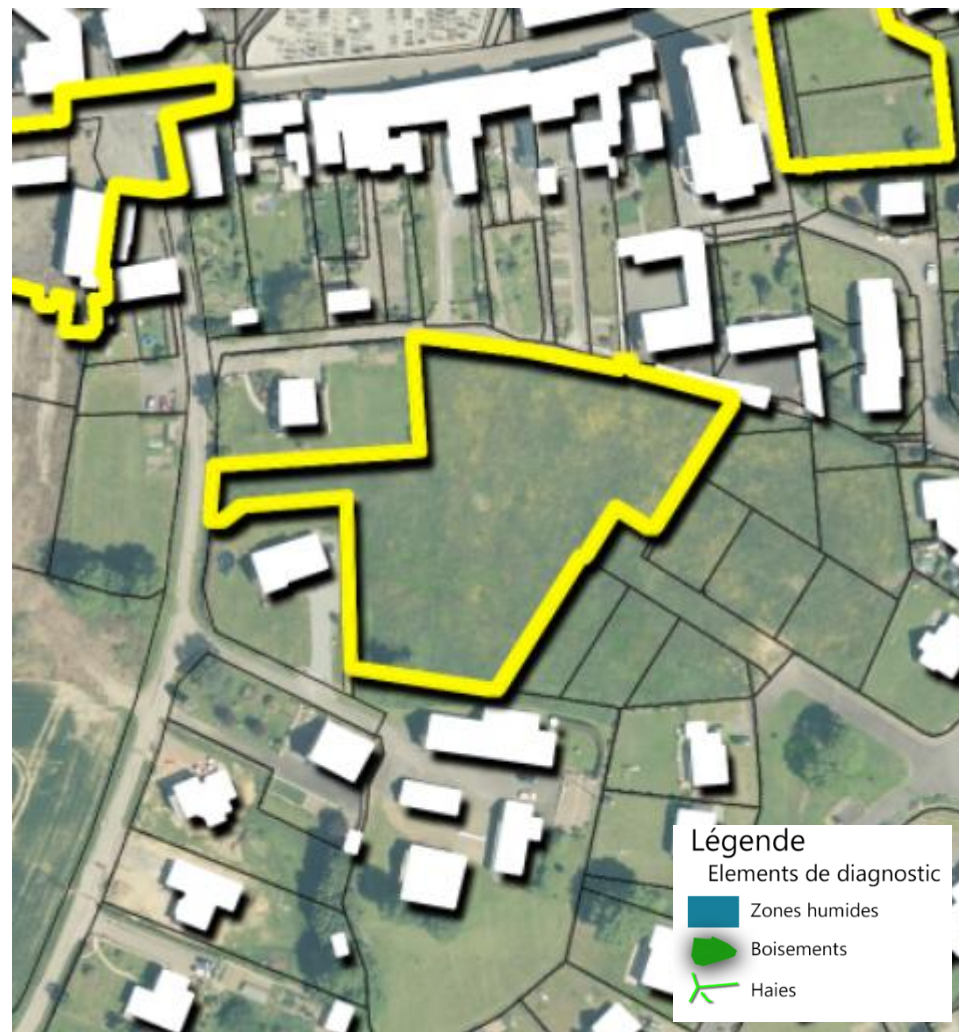 Légende
Elements de diagnostic
Zones humides
Boisements
Haies